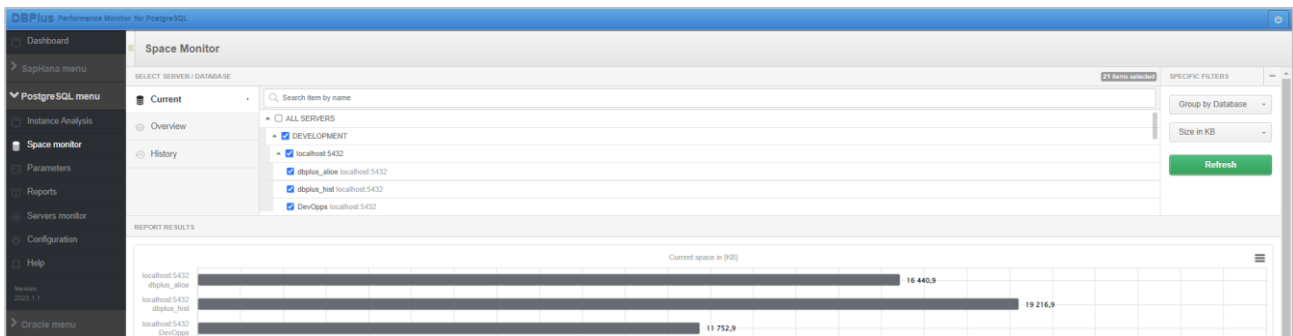 DBPlus Performance Monitor for PostgreSQL
Dashboard
SapHana menu
PostgreSQL menu
Instance Analysis
Space monitor
Parameters
Reports
Servers monitor
Configuration
Help
Version:
2023.1.1
Oracle menu
Space Monitor
SELECT SERVER / DATABASE
21 items selected
Current
Overview
History
Search item by name
ALL SERVERS
DEVELOPMENT
localhost:5432
dbplus_alioe localhost:5432
dbplus_hist localhost:5432
DevOpps localhost:5432
SPECIFIC FILTERS
Group by Database
Size in KB
Refresh
REPORT RESULTS
Current space in [KB]
localhost:5432
dbplus_alioe
16 440,9
localhost:5432
dbplus_hist
19 216,9
localhost:5432
DevOpps
11 752,9